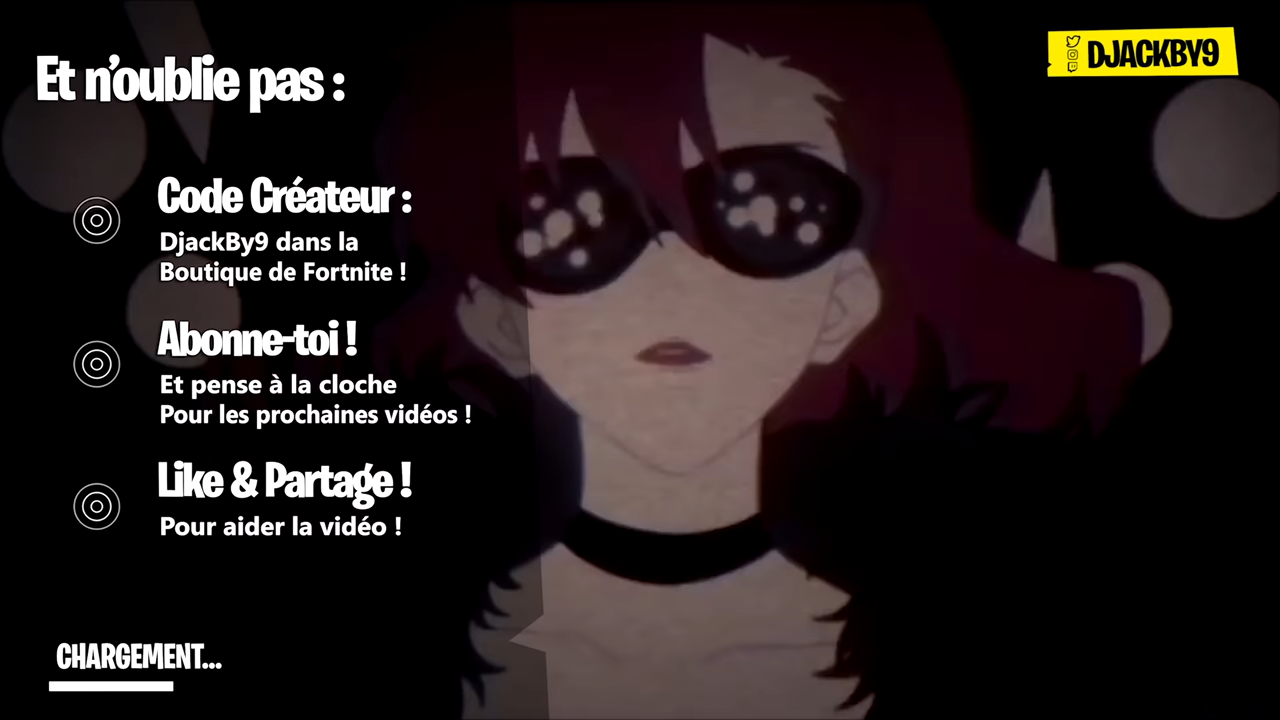 Et n'oublie pas :
DJACKBY9
Code Créateur :
DjackBy9 dans la
Boutique de Fortnite !
Abonne-toi !
Et pense à la cloche
Pour les prochaines vidéos !
Like & Partage !
Pour aider la vidéo !
CHARGEMENT...